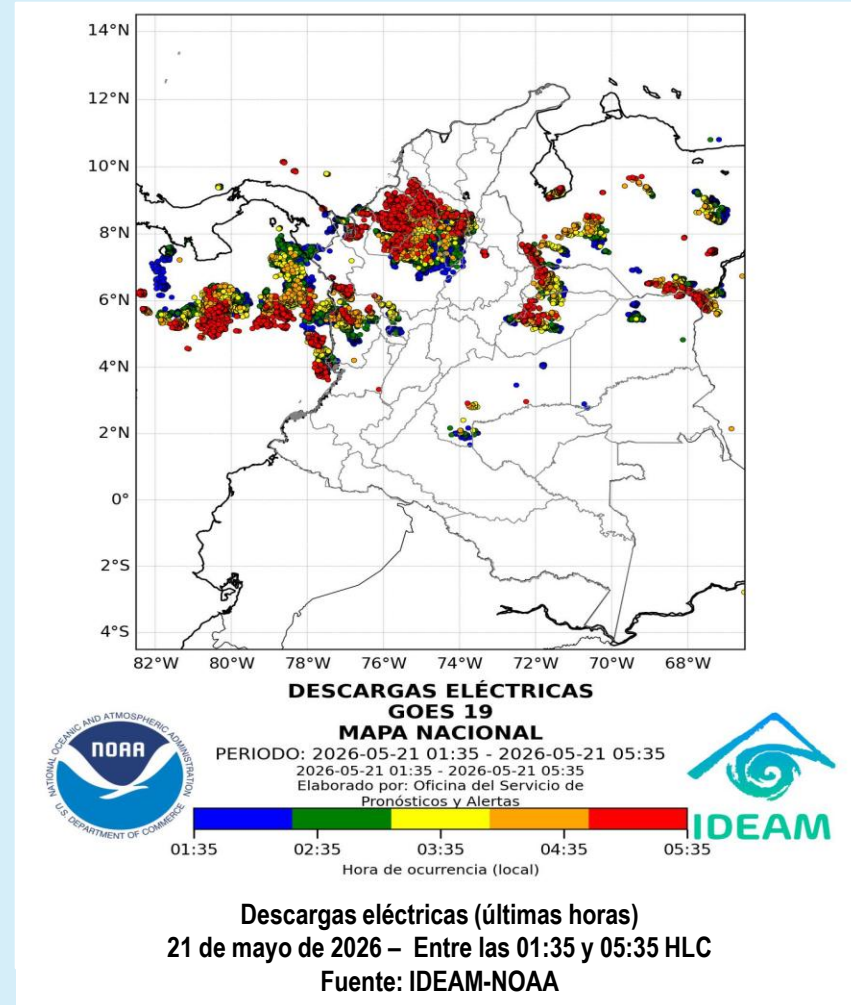 14°N
12°N
10°N
8°N
6°N
4°N
2°N
0°
2°S
4°S
82°W 80°W 78°W 76°W 74°W 72°W 70°W 68°W
DESCARGAS ELÉCTRICAS
GOES 19
MAPA NACIONAL
PERIODO: 2026-05-21 01:35 - 2026-05-21 05:35
2026-05-21 01:35 - 2026-05-21 05:35
Elaborado por: Oficina del Servicio de
Pronósticos y Alertas
NATIONAL OCEANIC AND ATMOSPHERIC ADMINISTRATION
NOAA
U.S. DEPARTMENT OF COMMERCE
IDEAM
01:35 02:35 03:35 04:35 05:35
Hora de ocurrencia (local)
Descargas eléctricas (últimas horas)
21 de mayo de 2026 – Entre las 01:35 y 05:35 HLC
Fuente: IDEAM-NOAA